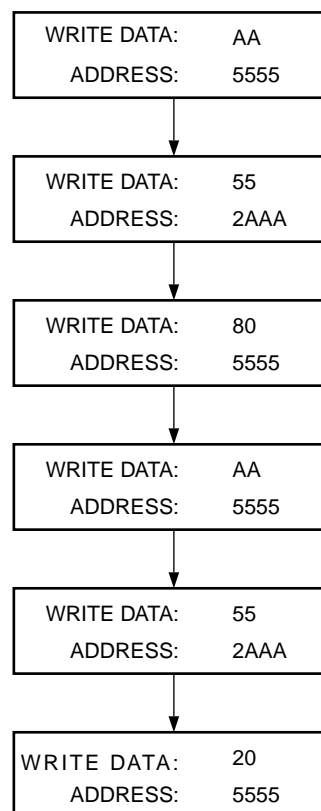 WRITE DATA: AA
ADDRESS: 5555
WRITE DATA: 55
ADDRESS: 2AAA
WRITE DATA: 80
ADDRESS: 5555
WRITE DATA: AA
ADDRESS: 5555
WRITE DATA: 55
ADDRESS: 2AAA
WRITE DATA: 20
ADDRESS: 5555